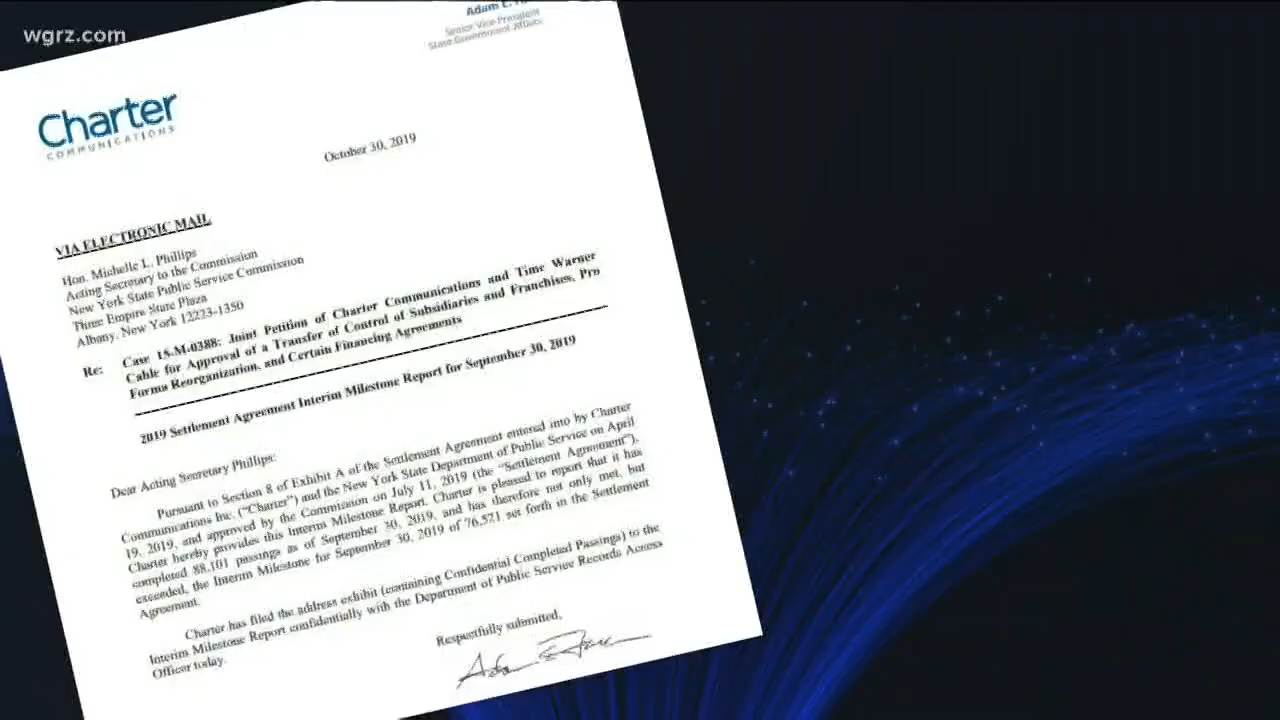 wgrz.com
Adam E.
Senior Vice President
State Government Affairs
Charter
COMMUNICATIONS
October 30, 2019
VIA ELECTRONIC MAIL
Hon. Michelle L. Phillips
Acting Secretary to the Commission
New York State Public Service Commission
Three Empire State Plaza
Albany, New York 12223-1350
Re: Case 15-M-0388: Joint Petition of Charter Communications and Time Warner
Cable for Approval of a Transfer of Control of Subsidiaries and Franchises, Pro
Forma Reorganization, and Certain Financing Agreements
2019 Settlement Agreement Interim Milestone Report for September 30, 2019
Dear Acting Secretary Phillips:
Pursuant to Section 8 of Exhibit A of the Settlement Agreement entered into by Charter
Communications Inc. ("Charter") and the New York State Department of Public Service on April
19, 2019, and approved by the Commission on July 11, 2019 (the "Settlement Agreement"),
Charter hereby provides this Interim Milestone Report. Charter is pleased to report that it has
completed 88,101 passings as of September 30, 2019, and has therefore not only met, but
exceeded, the Interim Milestone for September 30, 2019 of 76,521 set forth in the Settlement
Agreement.
Charter has filed the address exhibit (containing Confidential Completed Passings) to the
Interim Milestone Report confidentially with the Department of Public Service Records Access
Officer today.
Respectfully submitted,